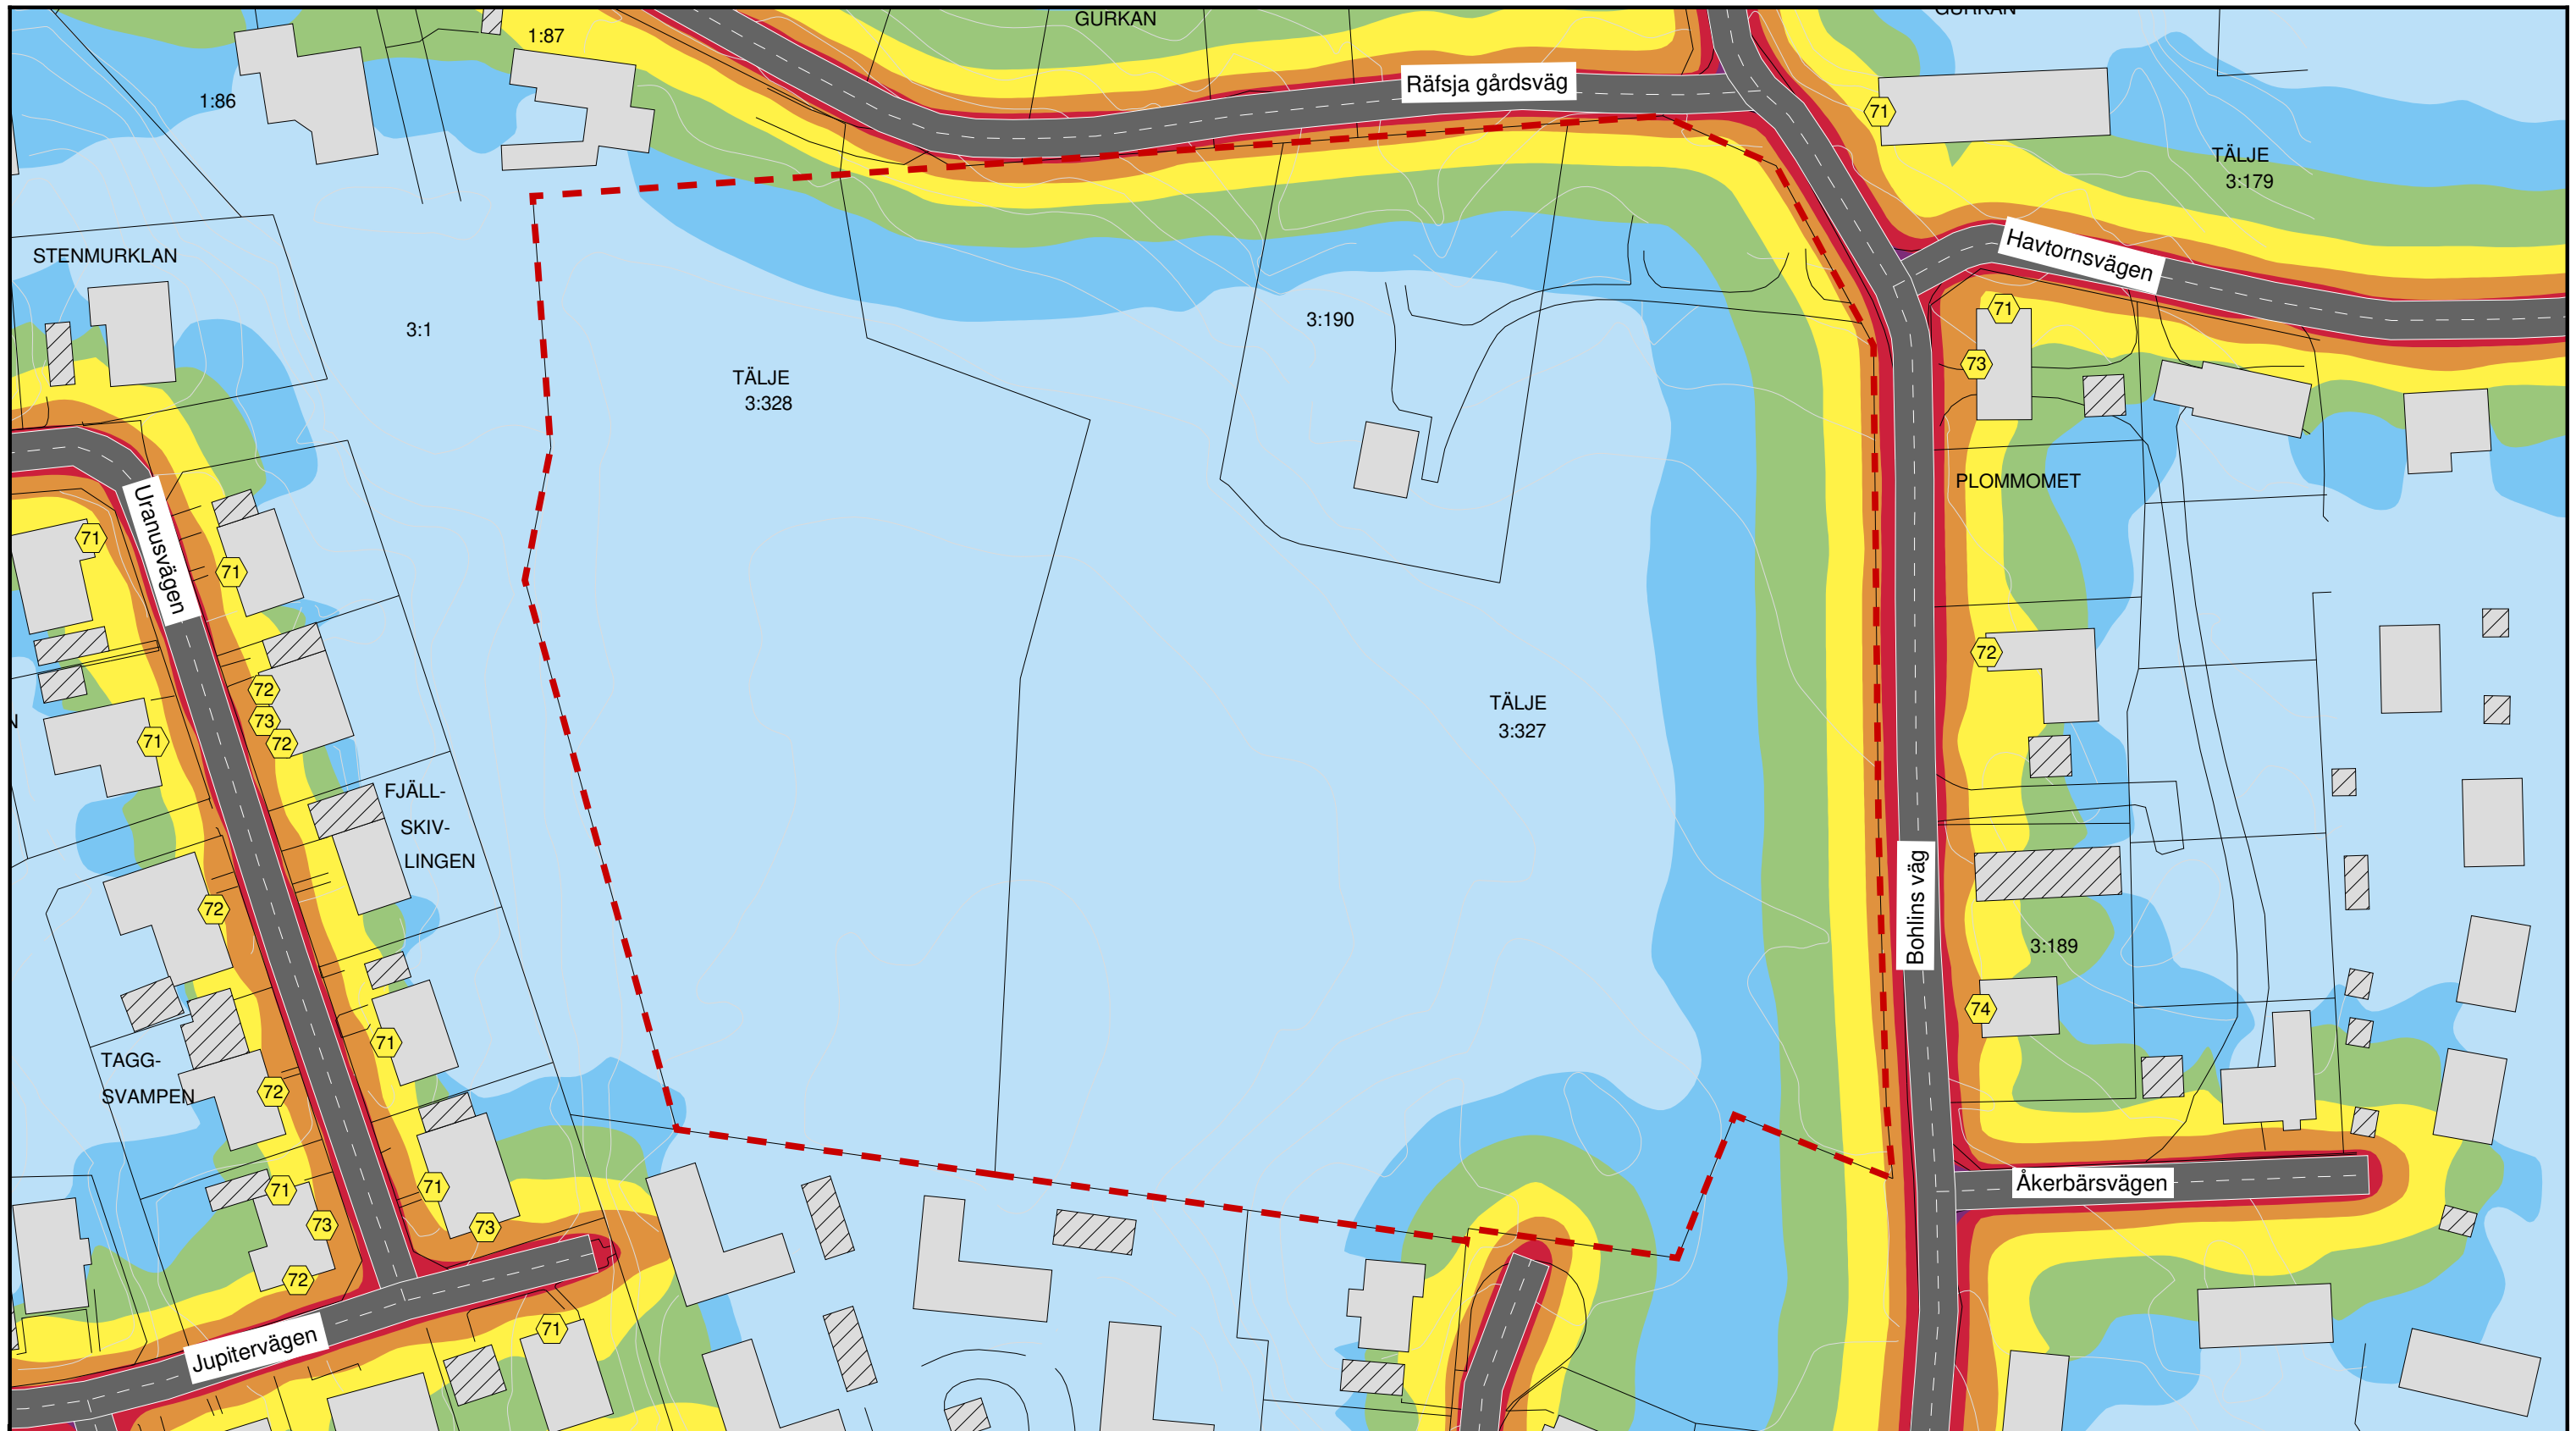 GURKAN
GURKAN
1:87
Räfsja gårdsväg
1:86
71
TÄLJE
3:179
STENMURKLAN
Havtornsvägen
3:1
3:190
71
73
TÄLJE
3:328
PLOMMOMET
Uranusvägen
71
71
72
72
73
72
71
N
TÄLJE
3:327
FJÄLL-
SKIV-
LINGEN
72
Bohlins väg
3:189
74
71
TAGG-
SVAMPEN
72
71
71
73
73
Åkerbärsvägen
72
71
Jupitervägen